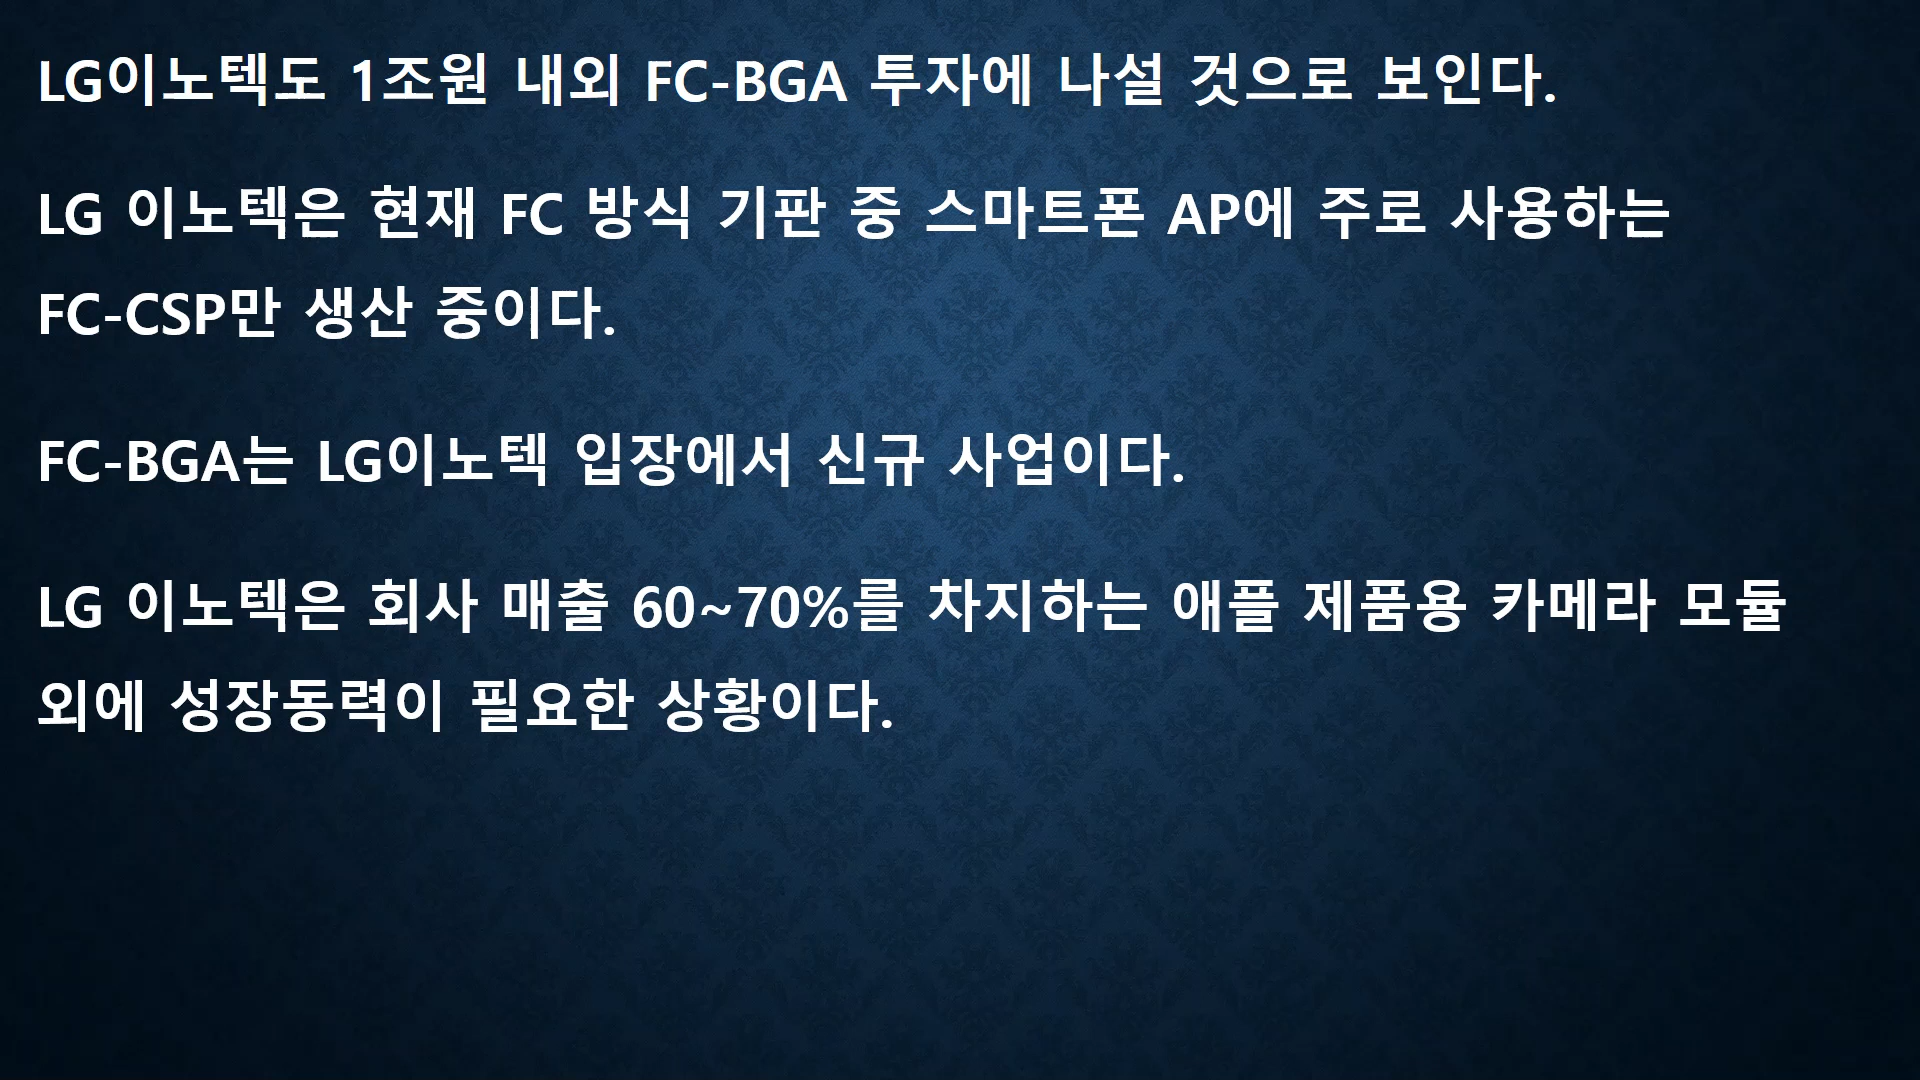 LG이노텍도 1조원 내외 FC-BGA 투자에 나설 것으로 보인다.
LG 이노텍은 현재 FC 방식 기판 중 스마트폰 AP에 주로 사용하는
FC-CSP만 생산 중이다.
FC-BGA는 LG이노텍 입장에서 신규 사업이다.
LG 이노텍은 회사 매출 60~70%를 차지하는 애플 제품용 카메라 모듈
외에 성장동력이 필요한 상황이다.